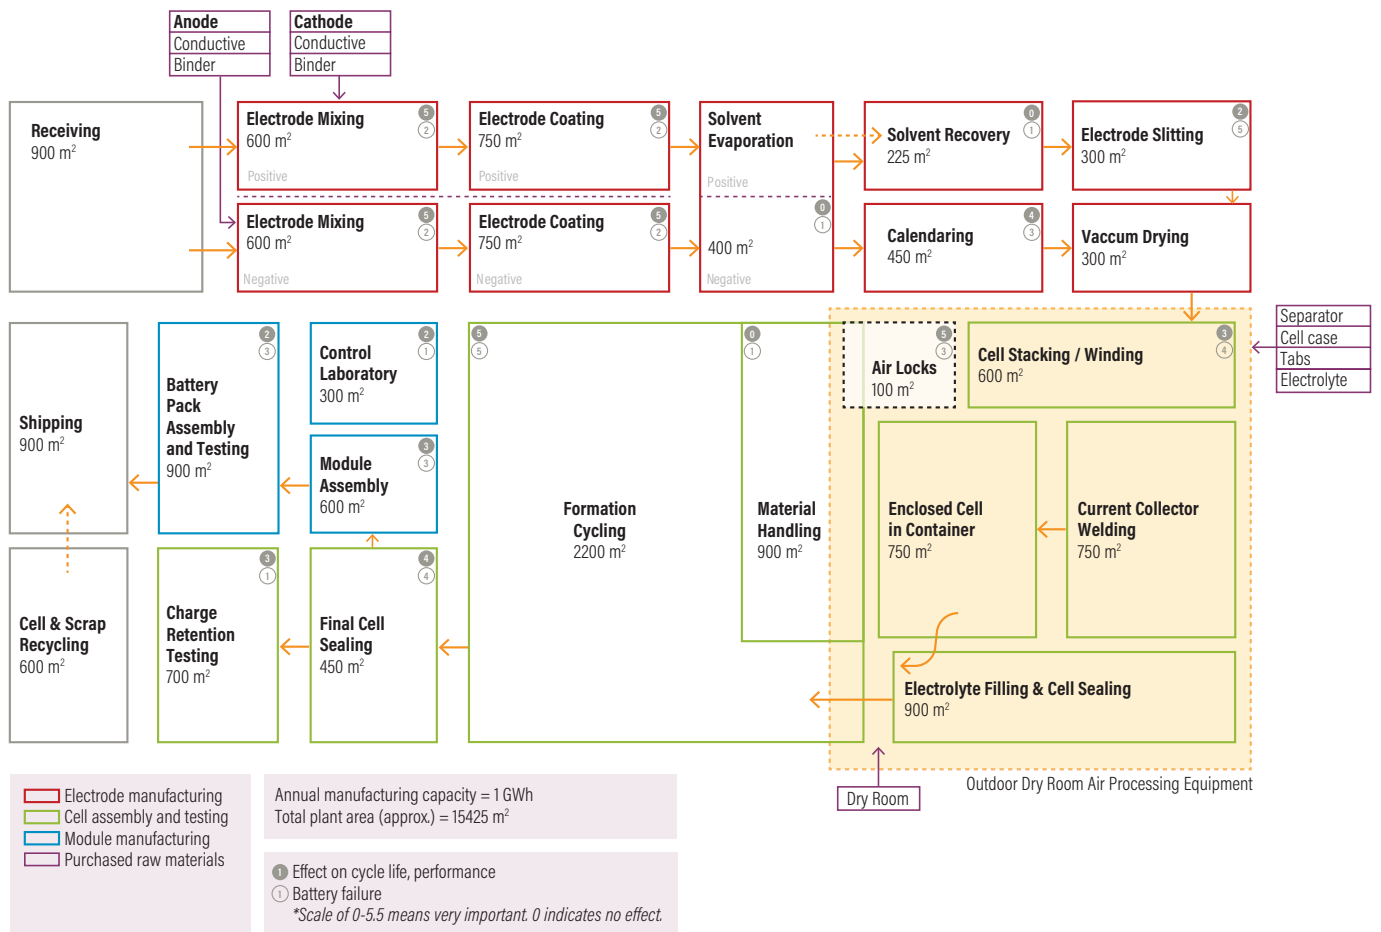 Anode
Conductive
Binder
Cathode
Conductive
Binder
Receiving
900 m²
Electrode Mixing
600 m²
Positive
5
2
Electrode Coating
750 m²
5
2
Solvent
Evaporation
Positive
Solvent Recovery
225 m²
0
1
Electrode Slitting
300 m²
2
5
Electrode Mixing
600 m²
Negative
5
2
Electrode Coating
750 m²
Negative
5
2
0
1
400 m²
Negative
Calendaring
450 m²
4
3
Vaccum Drying
300 m²
Shipping
900 m²
Battery
Pack
Assembly
and Testing
900 m²
2
3
Control
Laboratory
300 m²
2
1
Module
Assembly
600 m²
3
3
5
5
Formation
Cycling
2200 m²
0
1
Material
Handling
900 m²
Air Locks
100 m²
5
3
Cell Stacking / Winding
600 m²
3
4
Separator
Cell case
Tabs
Electrolyte
Enclosed Cell
in Container
750 m²
Current Collector
Welding
750 m²
Cell & Scrap
Recycling
600 m²
Charge
Retention
Testing
700 m²
3
1
Final Cell
Sealing
450 m²
4
4
Electrolyte Filling & Cell Sealing
900 m²
Dry Room
Outdoor Dry Room Air Processing Equipment
Electrode manufacturing
Cell assembly and testing
Module manufacturing
Purchased raw materials
Annual manufacturing capacity = 1 GWh
Total plant area (approx.) = 15425 m²
1 Effect on cycle life, performance
1 Battery failure
*Scale of 0-5.5 means very important. 0 indicates no effect.